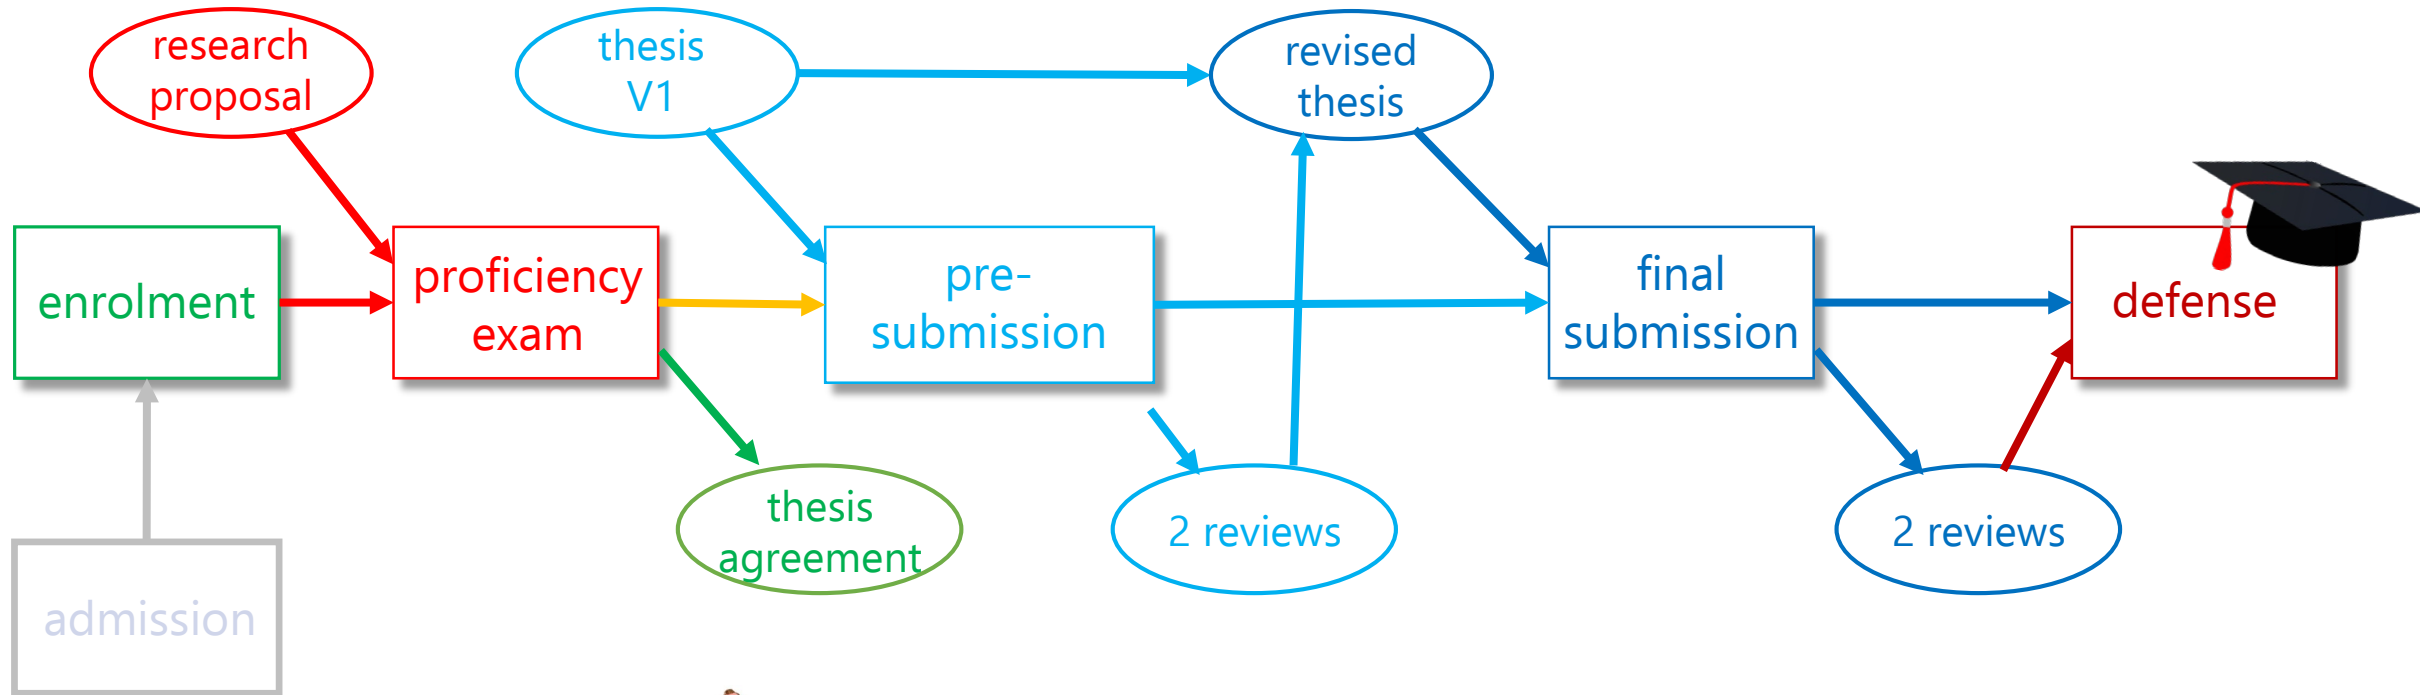 research
proposal
thesis
V1
revised
thesis
enrolment
proficiency
exam
pre-
submission
final
submission
defense
thesis
agreement
2 reviews
2 reviews
admission